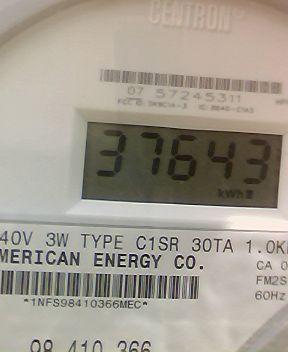 CENTRON®
07 57245311
37643
kWh
40V 3W TYPE C1SR 30TA 1.0K
MERICAN ENERGY CO.
CA 0
FM2S
60Hz
*1NFS98410366MEC*
98 410 366